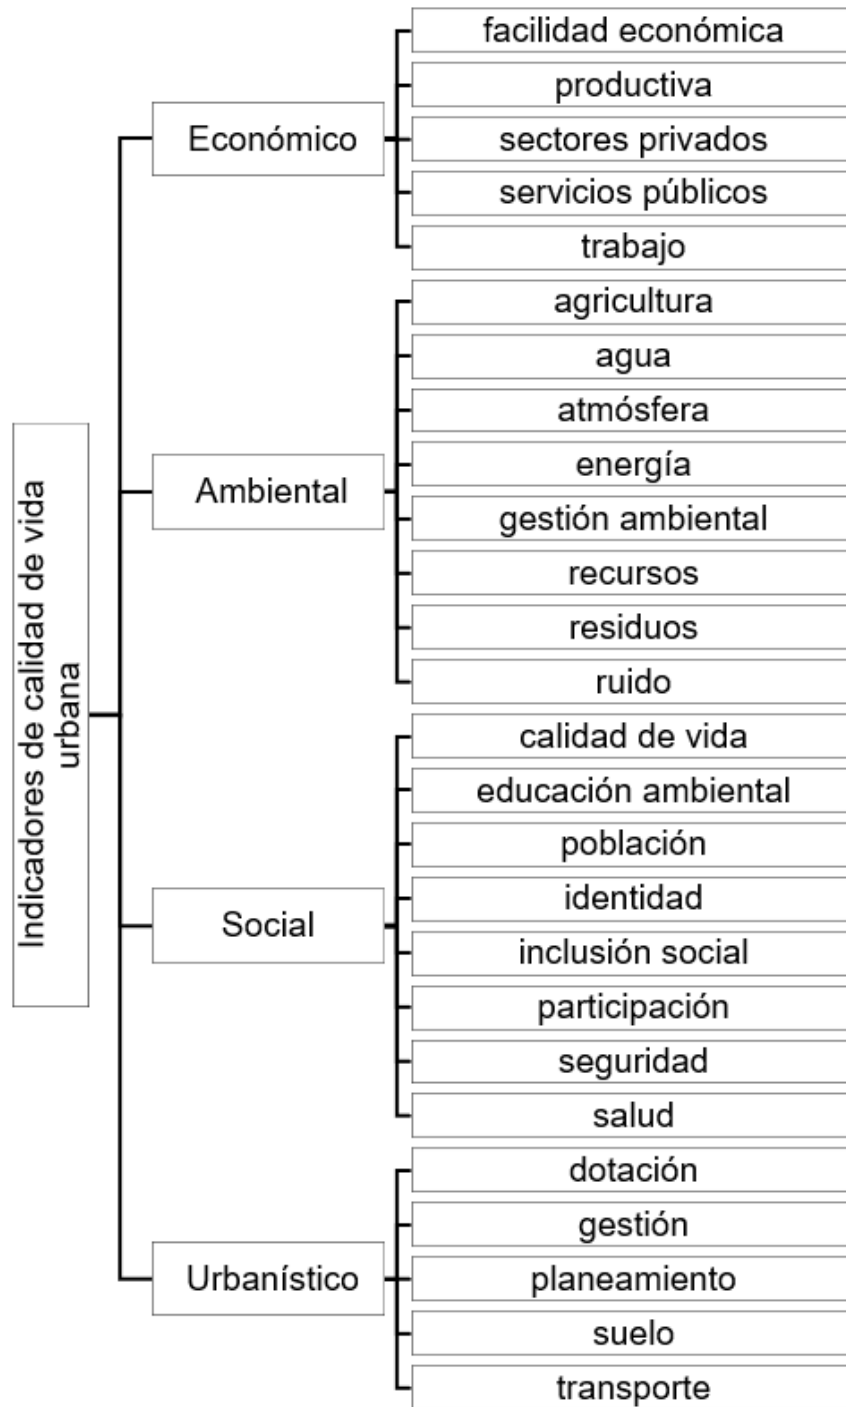 Indicadores de calidad de vida
urbana
Económico
facilidad económica
productiva
sectores privados
servicios públicos
trabajo
Ambiental
agricultura
agua
atmósfera
energía
gestión ambiental
recursos
residuos
ruido
Social
calidad de vida
educación ambiental
población
identidad
inclusión social
participación
seguridad
salud
Urbanístico
dotación
gestión
planeamiento
suelo
transporte